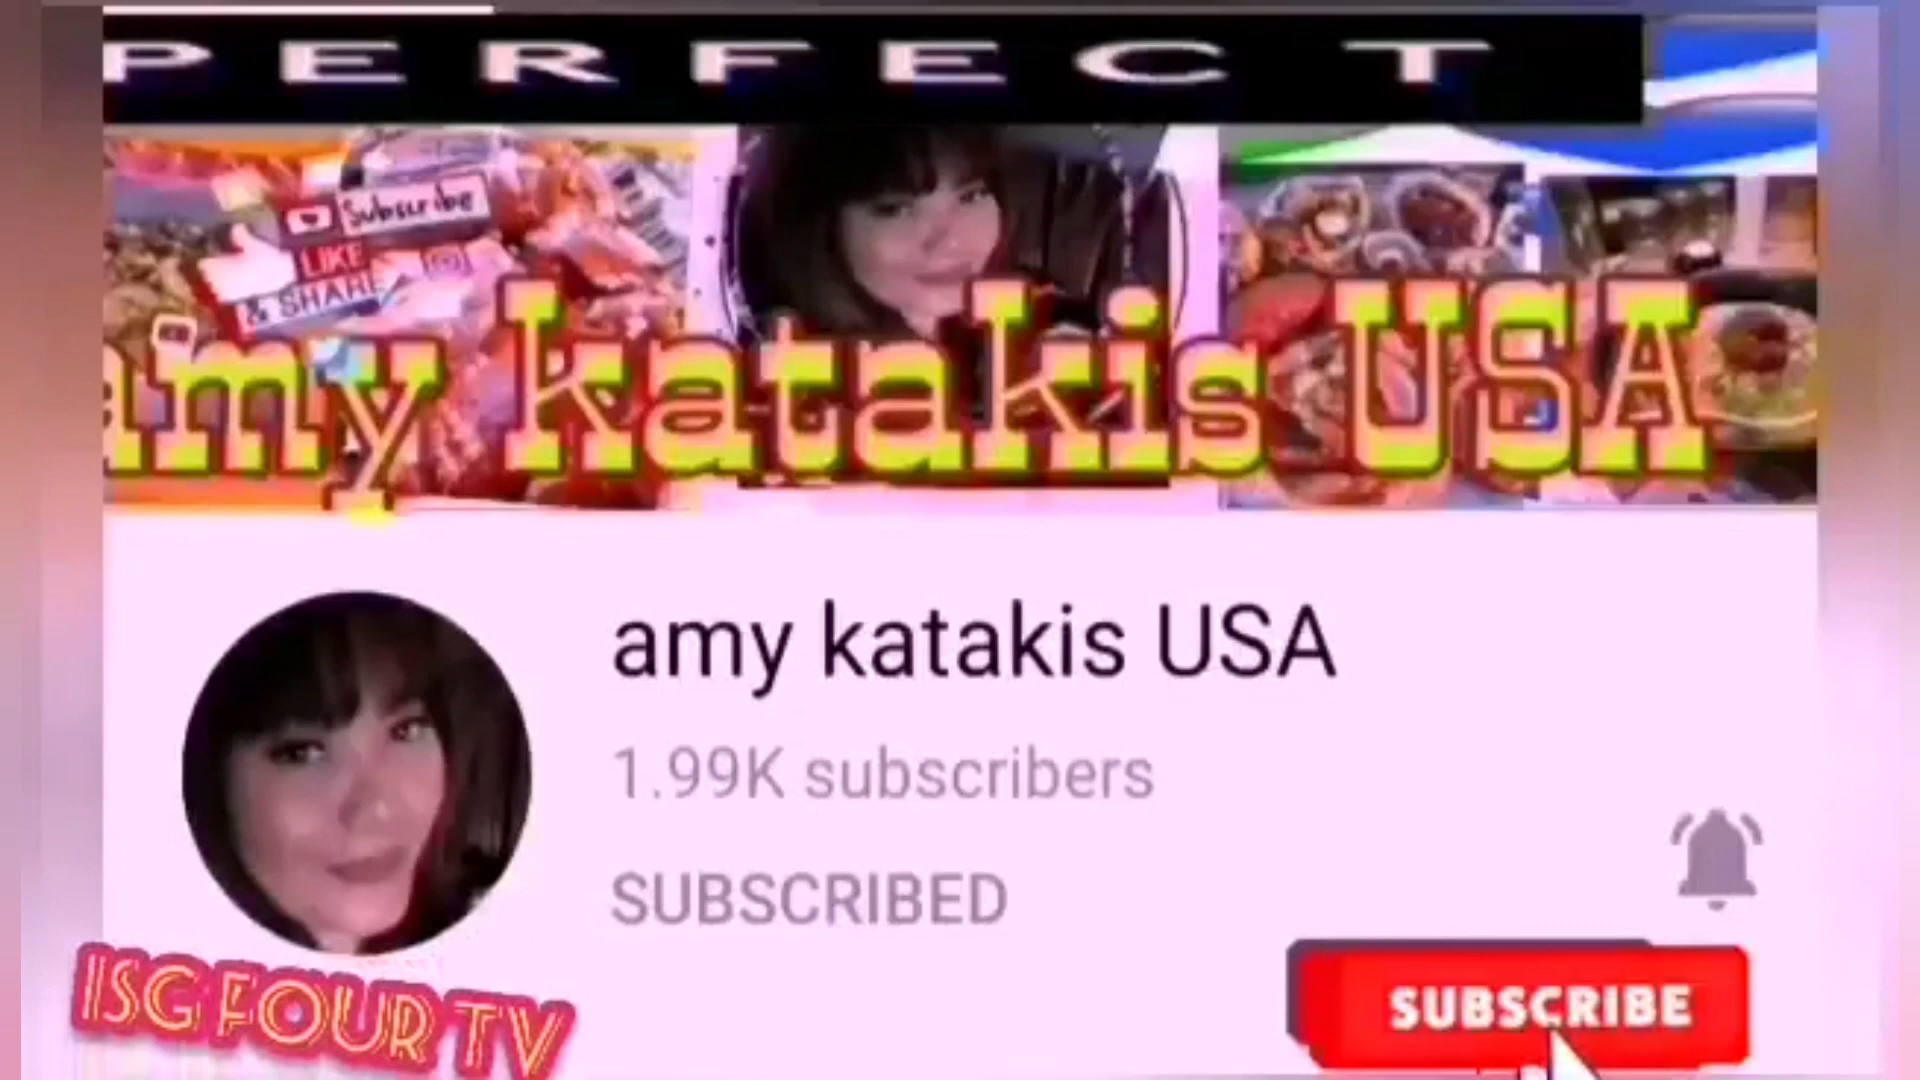 PERFECT
Subscribe
LIKE
& SHARE
amy katakis USA
amy katakis USA
1.99K subscribers
SUBSCRIBED
SUBSCRIBE
ISG FOUR TV